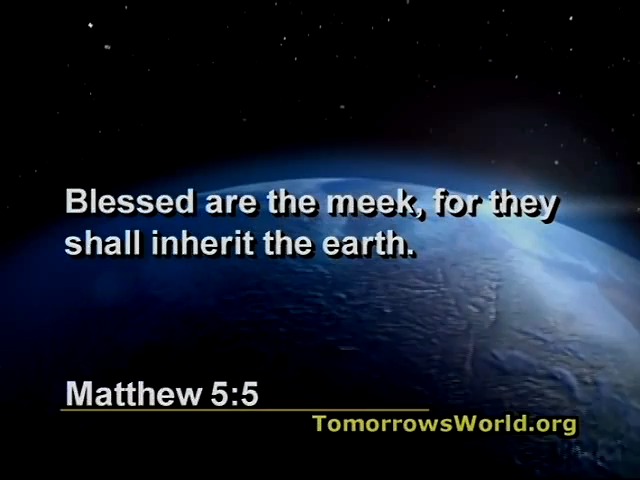 Blessed are the meek, for they
shall inherit the earth.
Matthew 5:5
TomorrowsWorld.org